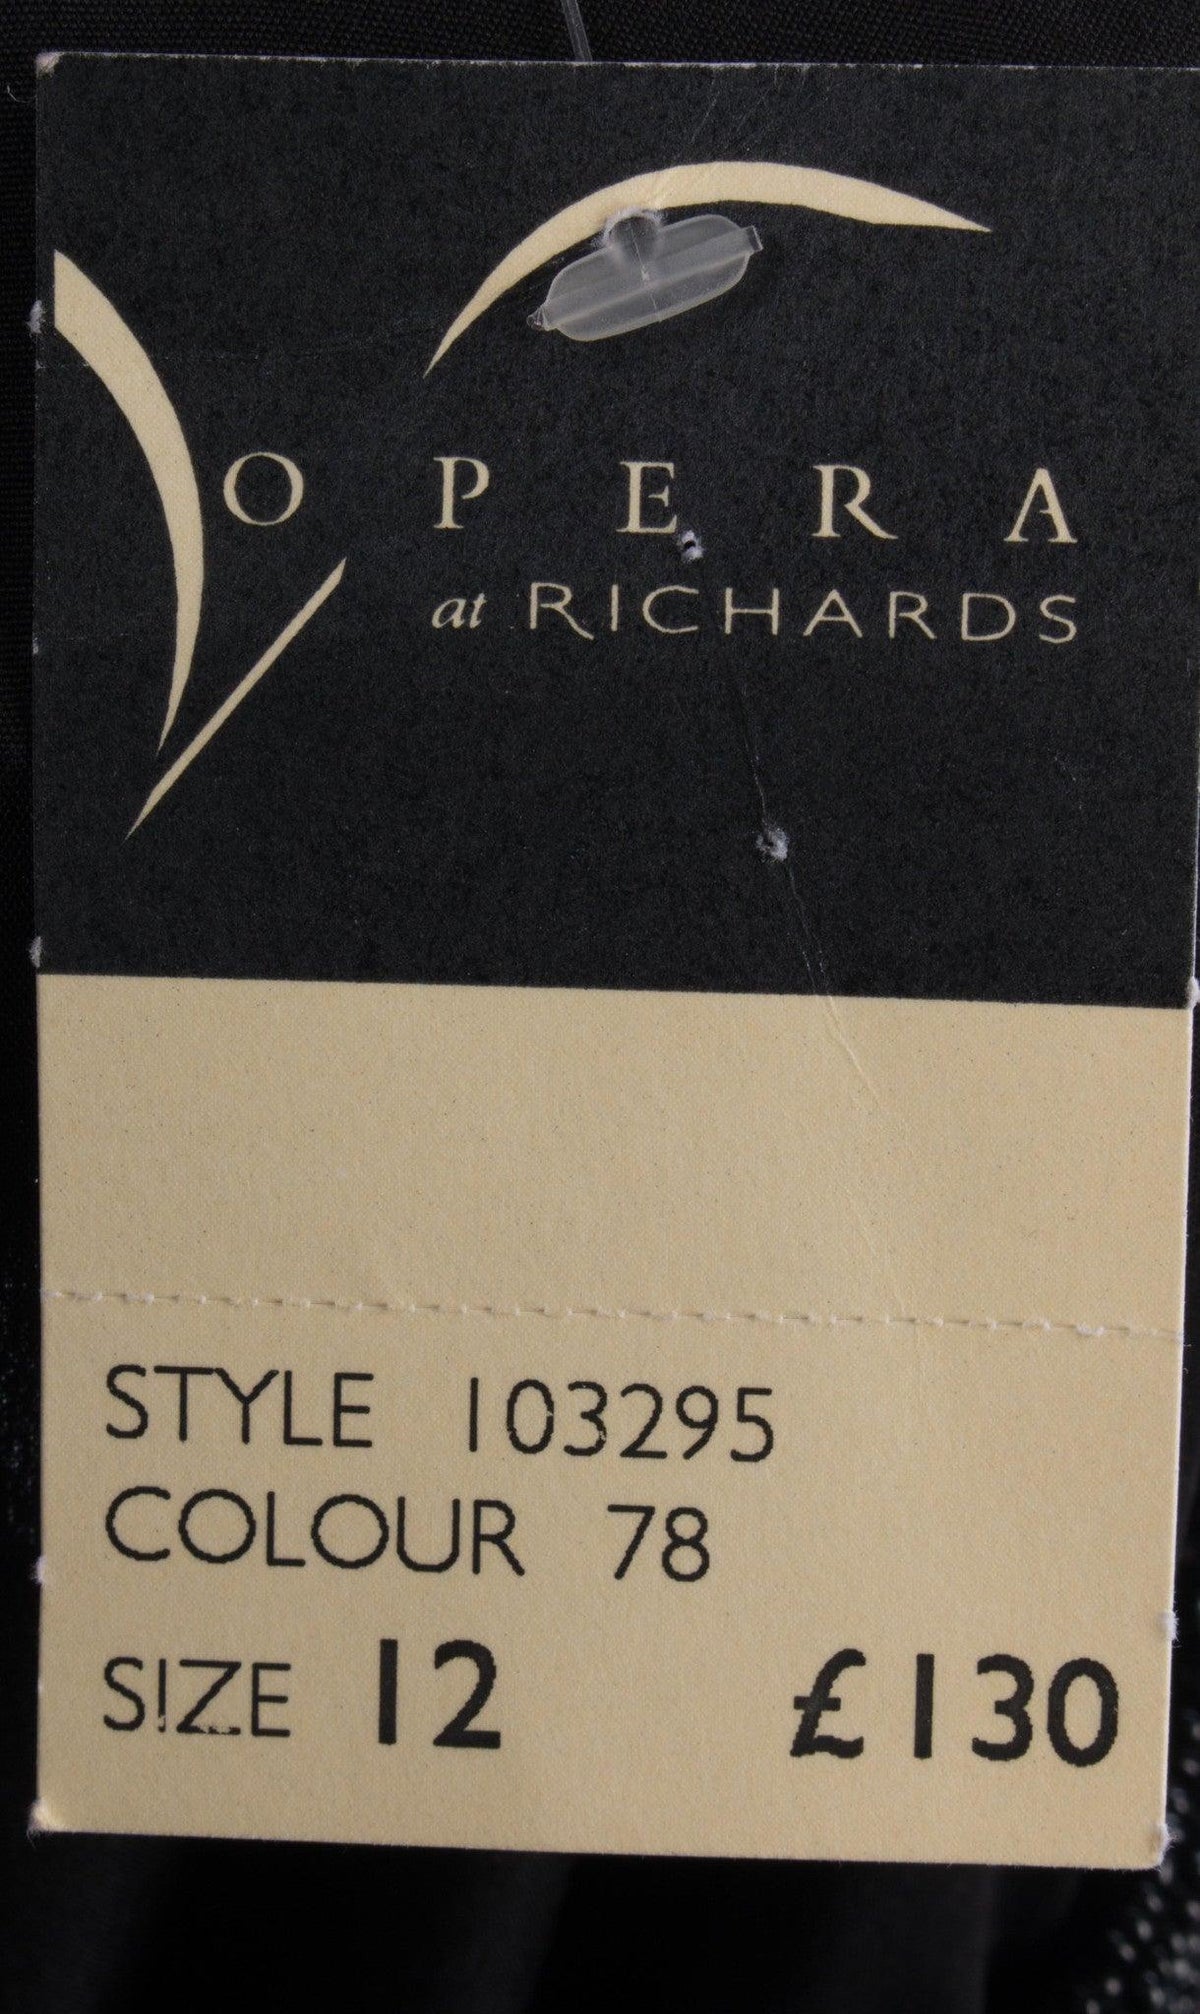 OPERA
at RICHARDS
STYLE 103295
COLOUR 78
SIZE 12 £130